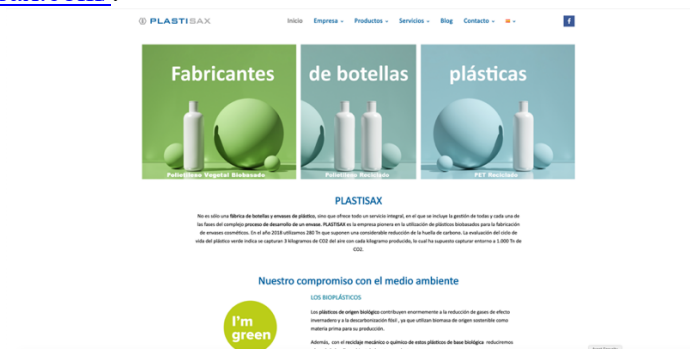 PLASTISAX
Inicio Empresa Productos Servicios Blog Contacto
f
Fabricantes de botellas plásticas
Polietileno Vegetal Biobasado Polietileno Reciclado PET Reciclado
PLASTISAX
No es sólo una fábrica de botellas y envases de plástico, sino que ofrece todo un servicio integral, en el que se incluye la gestión de todas y cada una de
las fases del complejo proceso de desarrollo de un envase. PLASTISAX es la empresa pionera en la utilización de plásticos biobasados para la fabricación
de envases cosméticos. En el año 2018 utilizamos 280 Tn que suponen una considerable reducción de la huella de carbono. La evaluación del ciclo de
vida del plástico verde indica se capturan 3 kilogramos de CO2 del aire con cada kilogramo producido, lo cual ha supuesto capturar entorno a 1.000 Tn de
CO2.
Nuestro compromiso con el medio ambiente
LOS BIOPLÁSTICOS
I'm
green
Los plásticos de origen biológico contribuyen enormemente a la reducción de gases de efecto
invernadero y a la descarbonización fósil, ya que utilizan biomasa de origen sostenible como
materia prima para su producción.
Además, con el reciclaje mecánico o químico de estos plásticos de base biológica reduciremos